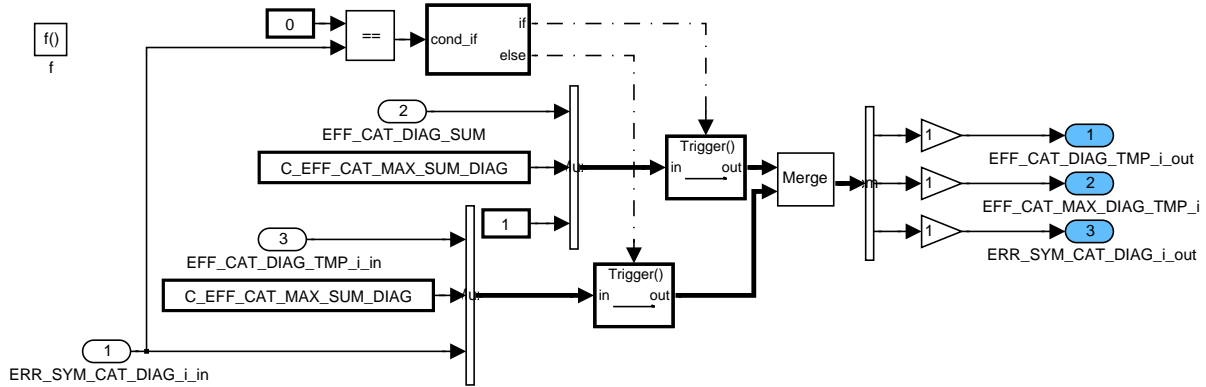 f()
f
0
==
cond_if
if
else
2
EFF_CAT_DIAG_SUM
C_EFF_CAT_MAX_SUM_DIAG
1
3
EFF_CAT_DIAG_TMP_i_in
C_EFF_CAT_MAX_SUM_DIAG
1
ERR_SYM_CAT_DIAG_i_in
Trigger()
in
out
Trigger()
in
out
Merge
1
1
EFF_CAT_DIAG_TMP_i_out
1
2
EFF_CAT_MAX_DIAG_TMP_i
1
3
ERR_SYM_CAT_DIAG_i_out